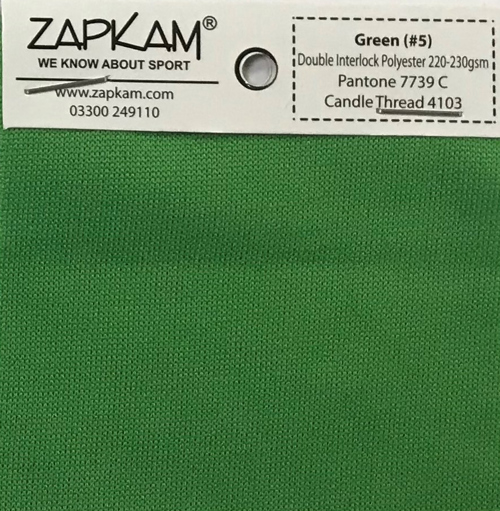 ZAPKAM®
WE KNOW ABOUT SPORT
www.zapkam.com
03300 249110
Green (#5)
Double Interlock Polyester 220-230gsm
Pantone 7739 C
Candle Thread 4103